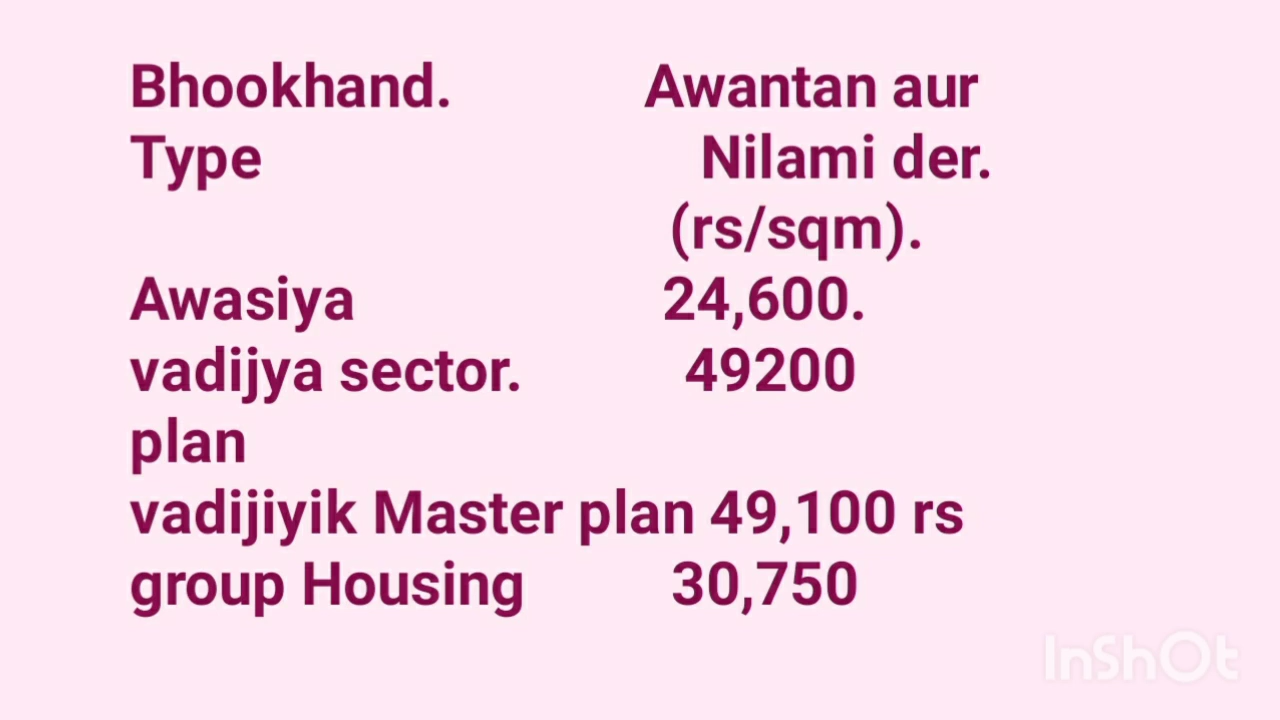 Bhookhand. Awantan aur
Type Nilami der.
(rs/sqm).
Awasiya 24,600.
vadijya sector. 49200
plan
vadijiyik Master plan 49,100 rs
group Housing 30,750
InShOt